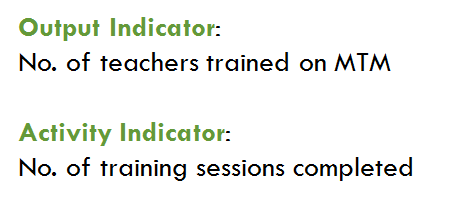 Output Indicator:
No. of teachers trained on MTM
Activity Indicator:
No. of training sessions completed